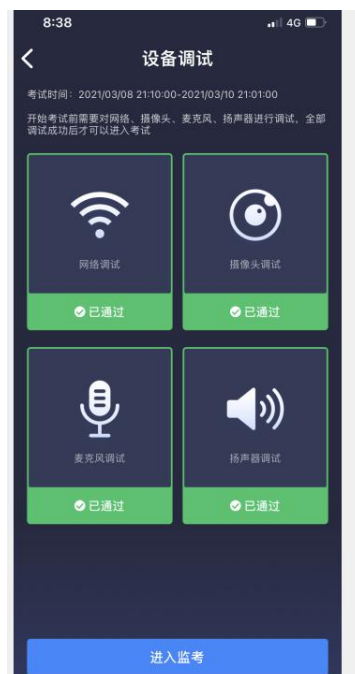 8:38
4G
设备调试
考试时间：2021/03/08 21:10:00-2021/03/10 21:01:00
开始考试前需要对网络、摄像头、麦克风、扬声器进行调试，全部
调试成功后才可以进入考试
网络调试
摄像头调试
已通过
已通过
麦克风调试
扬声器调试
已通过
已通过
进入监考